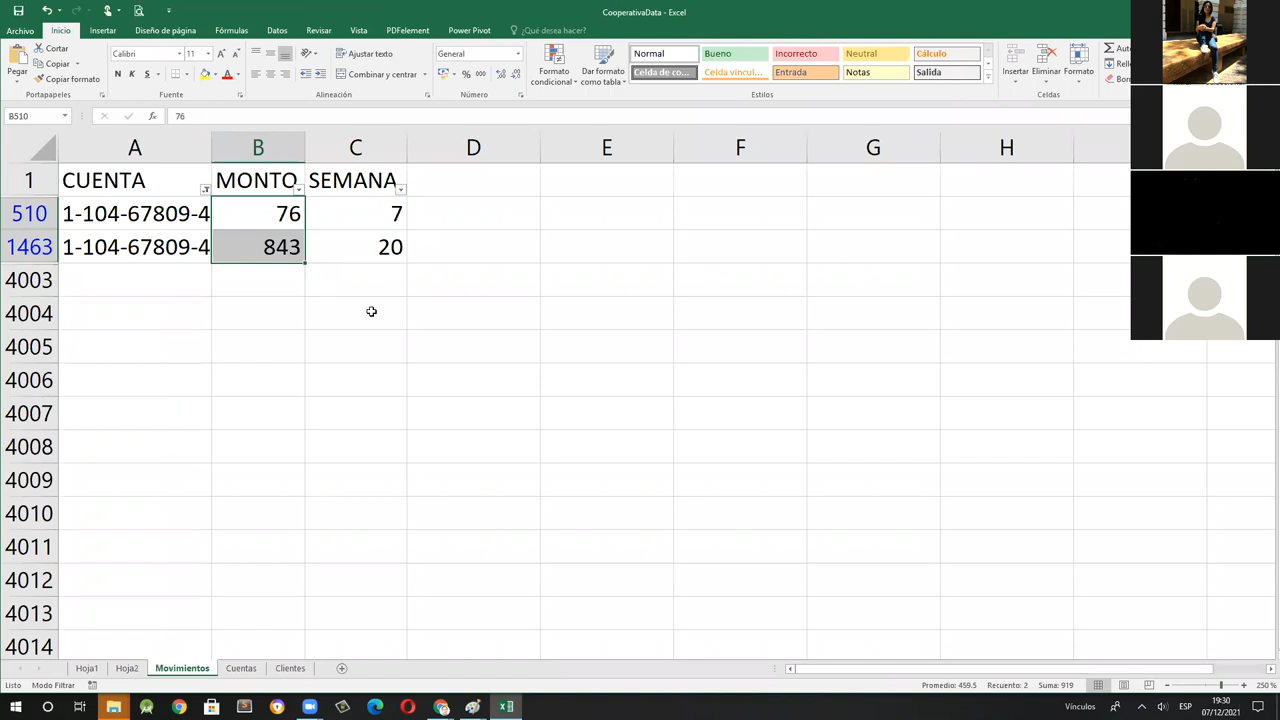 CooperativaData - Excel
Archivo Inicio Insertar Diseño de página Fórmulas Datos Revisar Vista PDFelement Power Pivot ¿Qué desea hacer?
Pegar
Cortar
Copiar
Copiar formato
Portapapeles
Calibri 11
N K S
Fuente
Ajustar texto
Combinar y centrar
Alineación
General
% 000
Número
Formato condicional
Dar formato como tabla
Normal Bueno Incorrecto Neutral Cálculo
Celda de co... Celda vincul... Entrada Notas Salida
Estilos
Insertar Eliminar Formato
Celdas
B510 fx 76
A B C D E F G H
1 CUENTA MONTO SEMANA
510 1-104-67809-4 76 7
1463 1-104-67809-4 843 20
4003
4004
4005
4006
4007
4008
4009
4010
4011
4012
4013
4014
Hoja1 Hoja2 Movimientos Cuentas Clientes
Listo Modo Filtrar Promedio: 459.5 Recuento: 2 Suma: 919 250 %
Vínculos ESP 19:30
07/12/2021